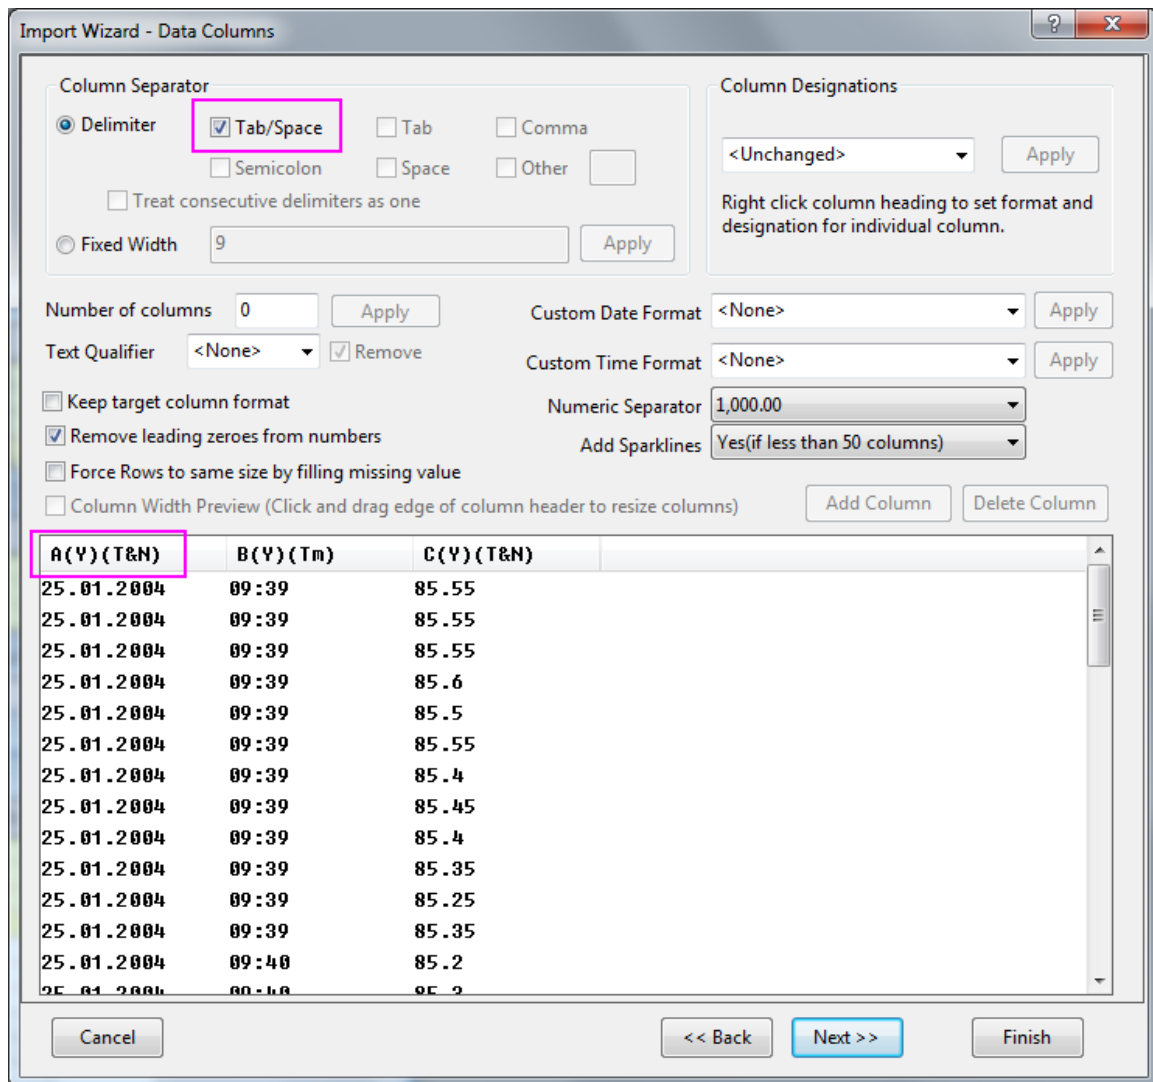 Import Wizard - Data Columns
Column Separator
Delimiter Tab/Space Tab Comma
Semicolon Space Other
Treat consecutive delimiters as one
Fixed Width 9 Apply
Column Designations
<Unchanged> Apply
Right click column heading to set format and
designation for individual column.
Number of columns 0 Apply
Text Qualifier <None> Remove
Custom Date Format <None> Apply
Custom Time Format <None> Apply
Keep target column format
Numeric Separator 1,000.00
Remove leading zeroes from numbers
Add Sparklines Yes(if less than 50 columns)
Force Rows to same size by filling missing value
Column Width Preview (Click and drag edge of column header to resize columns) Add Column Delete Column
A(Y)(T&N) B(Y)(Tm) C(Y)(T&N)
25.01.2004 09:39 85.55
25.01.2004 09:39 85.55
25.01.2004 09:39 85.55
25.01.2004 09:39 85.6
25.01.2004 09:39 85.5
25.01.2004 09:39 85.55
25.01.2004 09:39 85.4
25.01.2004 09:39 85.45
25.01.2004 09:39 85.4
25.01.2004 09:39 85.35
25.01.2004 09:39 85.25
25.01.2004 09:39 85.35
25.01.2004 09:40 85.2
Cancel << Back Next >> Finish